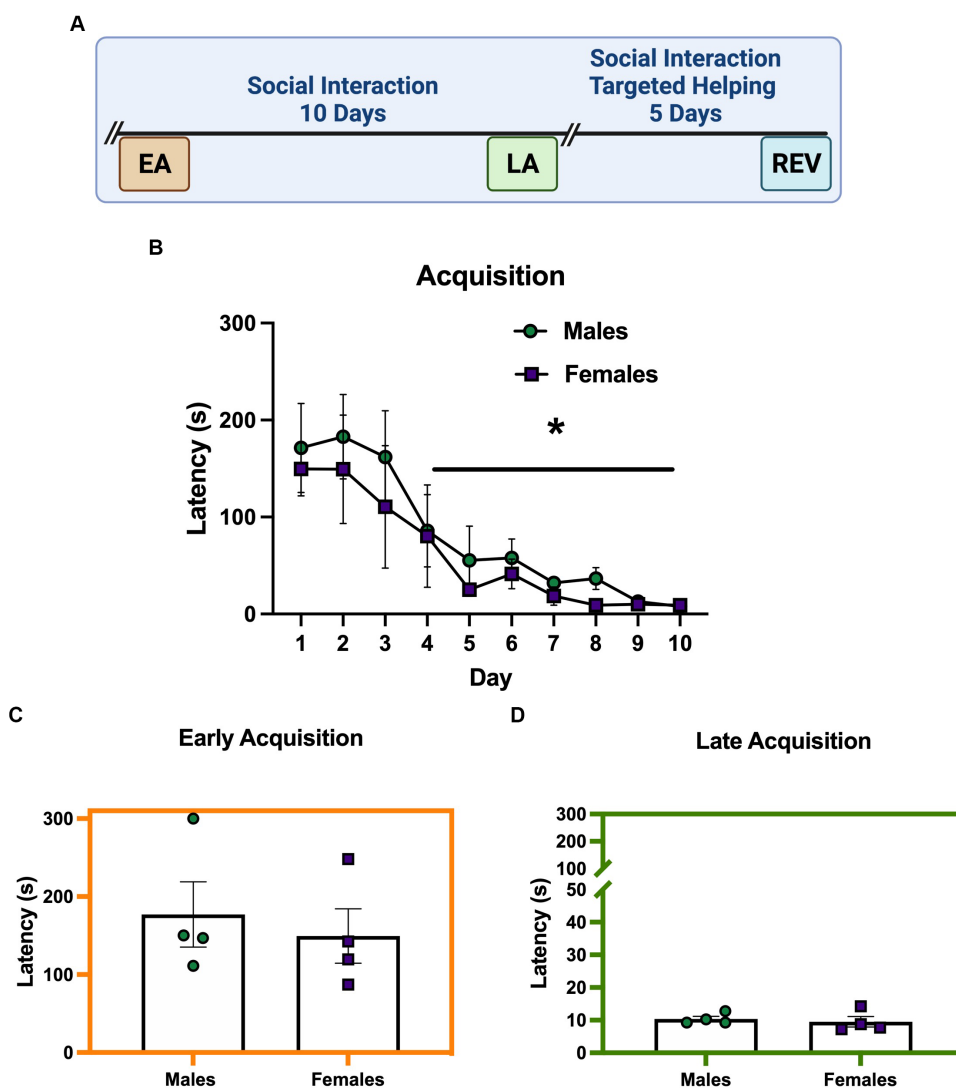 A
Social Interaction
10 Days
Social Interaction
Targeted Helping
5 Days
EA
LA
REV
B
Acquisition
Males
Females
*
Latency (s)
300
200
100
0
1 2 3 4 5 6 7 8 9 10
Day
C
Early Acquisition
Latency (s)
300
200
100
0
Males Females
D
Late Acquisition
Latency (s)
300
200
100
50
40
30
20
10
0
Males Females